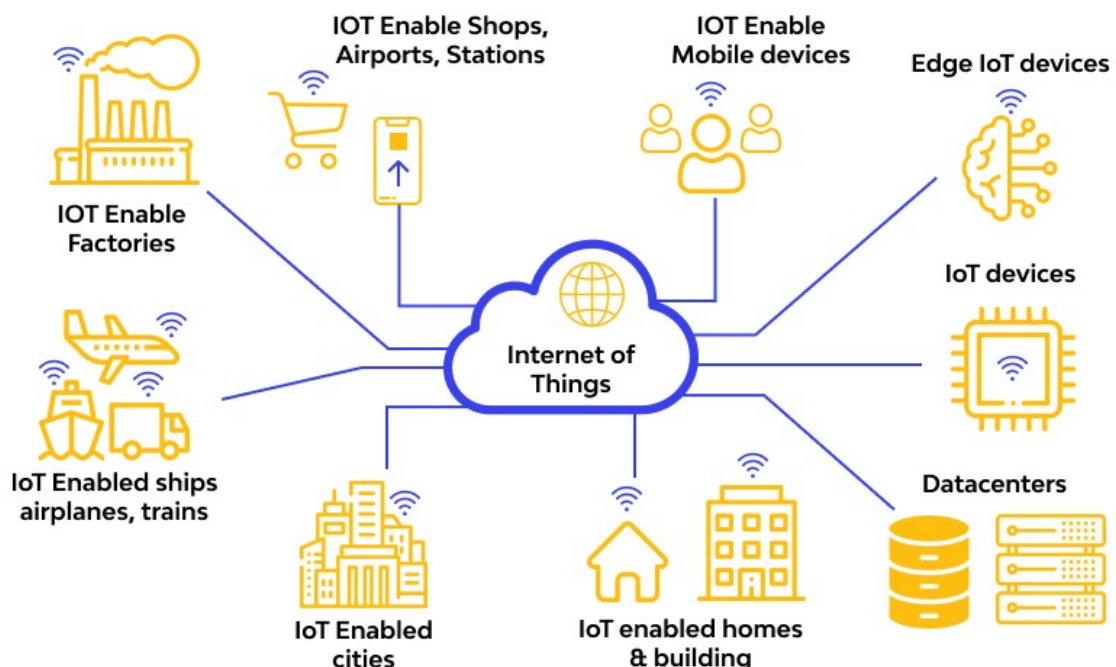 IOT Enable Shops,
Airports, Stations
IOT Enable
Mobile devices
Edge IoT devices
IOT Enable
Factories
IoT devices
Internet of
Things
IoT Enabled ships
airplanes, trains
Datacenters
IoT Enabled
cities
IoT enabled homes
& building